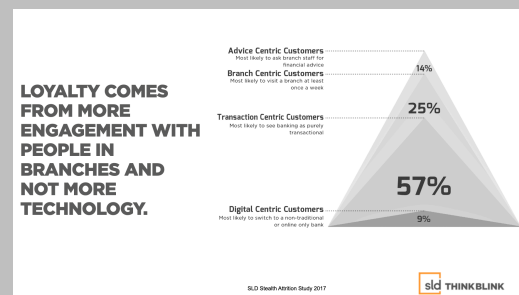 LOYALTY COMES
FROM MORE
ENGAGEMENT WITH
PEOPLE IN
BRANCHES AND
NOT MORE
TECHNOLOGY.
Advice Centric Customers
Most likely to ask branch staff for
financial advice
14%
Branch Centric Customers
Most likely to visit a branch at least
once a week
25%
Transaction Centric Customers
Most likely to see banking as purely
transactional
57%
Digital Centric Customers
Most likely to switch to a non-traditional
or online only bank
9%
SLD Stealth Attrition Study 2017
sld THINKBLINK